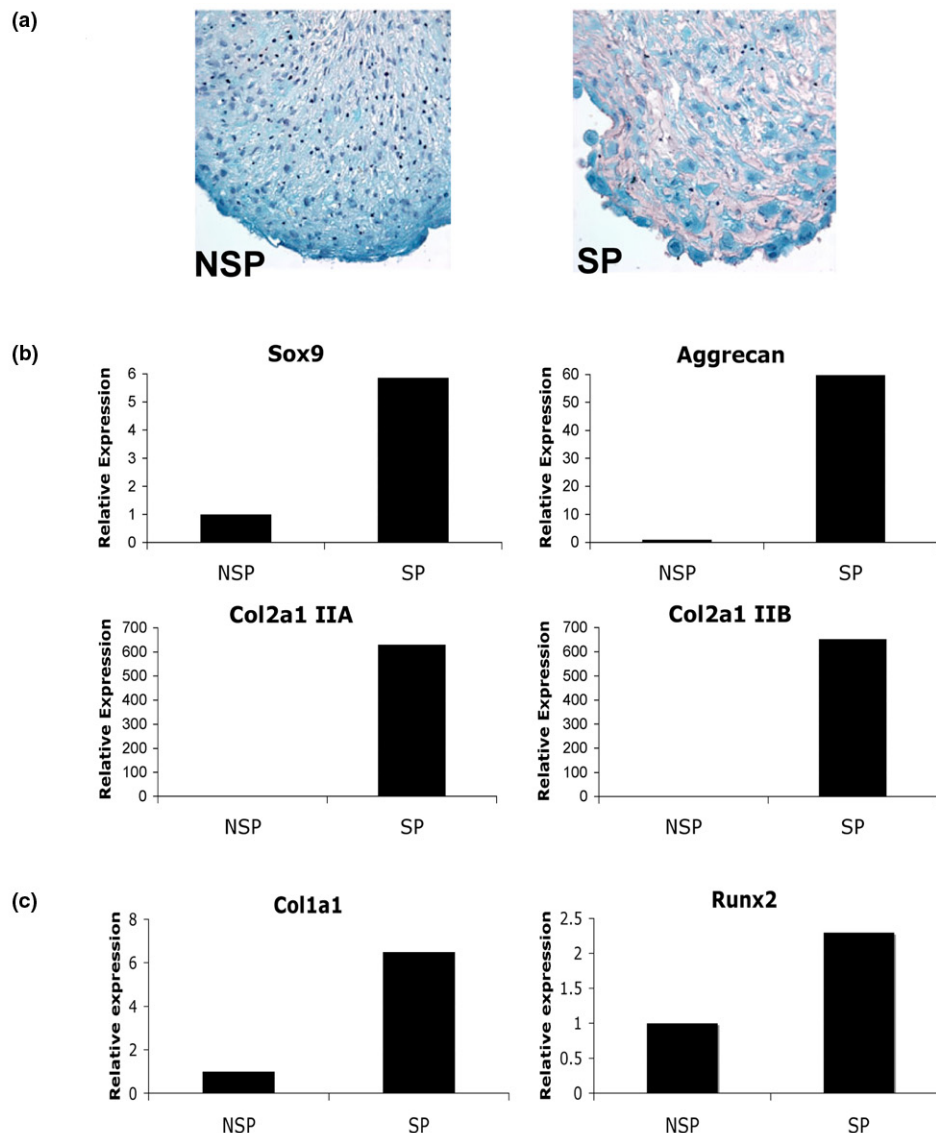 (a)
NSP
SP
(b)
Sox9
Relative Expression
6
5
4
3
2
1
0
NSP
SP
Aggrecan
Relative Expression
60
50
40
30
20
10
0
NSP
SP
Col2a1 IIA
Relative Expression
700
600
500
400
300
200
100
0
NSP
SP
Col2a1 IIB
Relative Expression
700
600
500
400
300
200
100
0
NSP
SP
(c)
Col1a1
Relative expression
8
6
4
2
0
NSP
SP
Runx2
Relative expression
2.5
2
1.5
1
0.5
0
NSP
SP